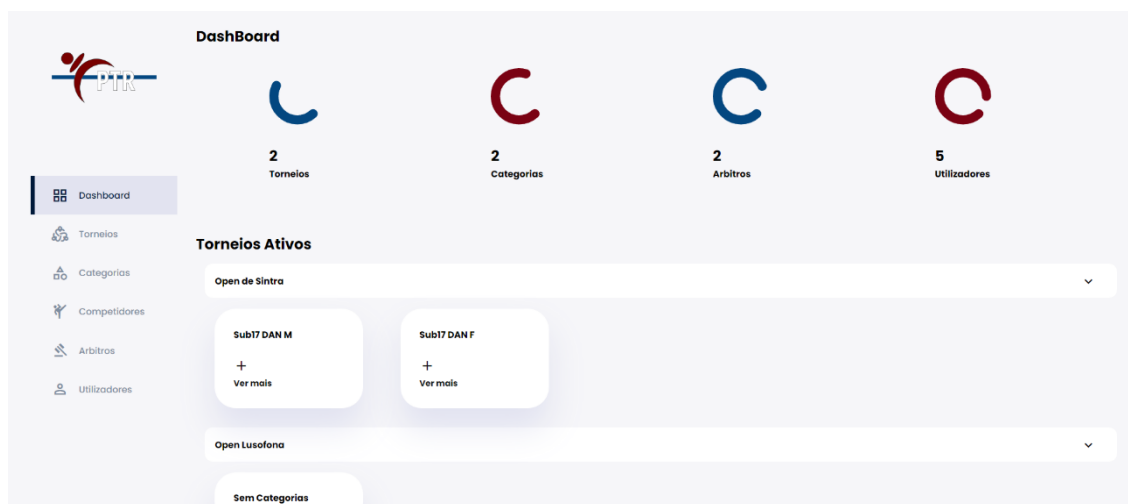 DashBoard
PTR
2
Torneios
2
Categorias
2
Arbitros
5
Utilizadores
Dashboard
Torneios
Categorias
Competidores
Arbitros
Utilizadores
Torneios Ativos
Open de Sintra
Sub17 DAN M
+
Ver mais
Sub17 DAN F
+
Ver mais
Open Lusofona
Sem Categorias